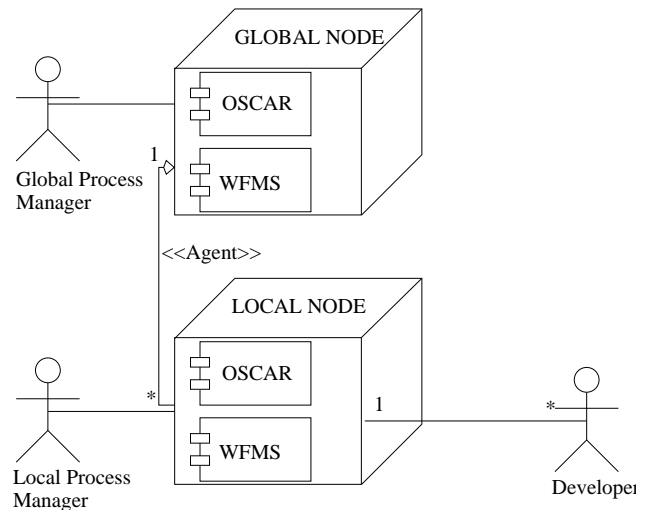 GLOBAL NODE
OSCAR
1
WFMS
Global Process
Manager
<<Agent>>
LOCAL NODE
OSCAR
*
1
*
WFMS
Local Process
Manager
Developer